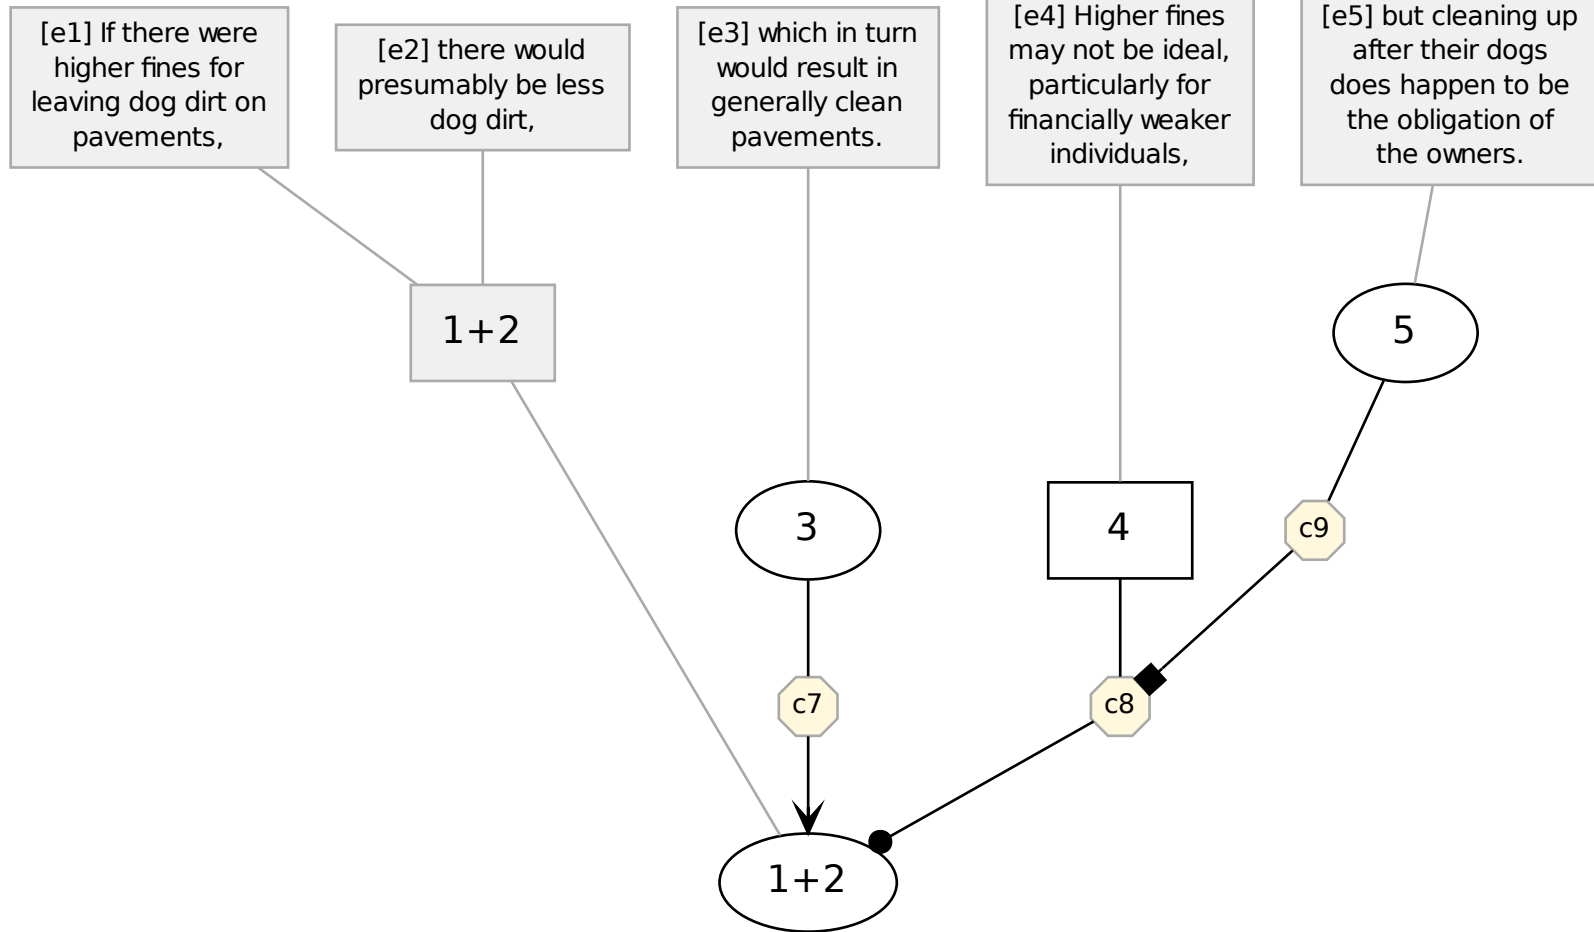 [e1] If there were
higher fines for
leaving dog dirt on
pavements,
[e2] there would
presumably be less
dog dirt,
[e3] which in turn
would result in
generally clean
pavements.
[e4] Higher fines
may not be ideal,
particularly for
financially weaker
individuals,
[e5] but cleaning up
after their dogs
does happen to be
the obligation of
the owners.
1+2
5
3
4
c9
c7
c8
1+2